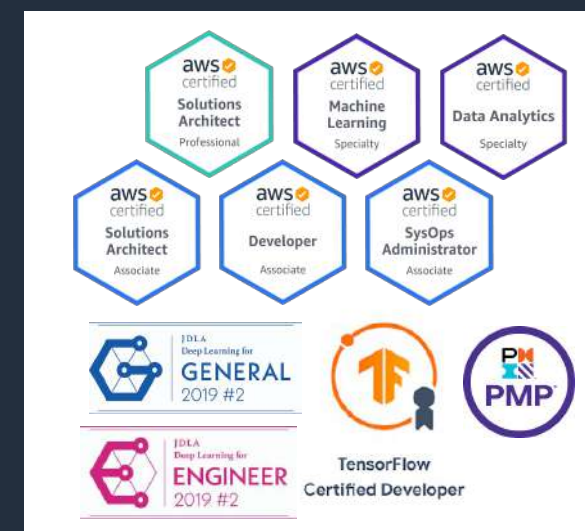 aws
certified
Solutions
Architect
Professional
aws
certified
Machine
Learning
Specialty
aws
certified
Data Analytics
Specialty
aws
certified
Solutions
Architect
Associate
aws
certified
Developer
Associate
aws
certified
SysOps
Administrator
Associate
JDLA
Deep Learning for
GENERAL
2019 #2
TF
TensorFlow
Certified Developer
PMI
PMP
JDLA
Deep Learning for
ENGINEER
2019 #2